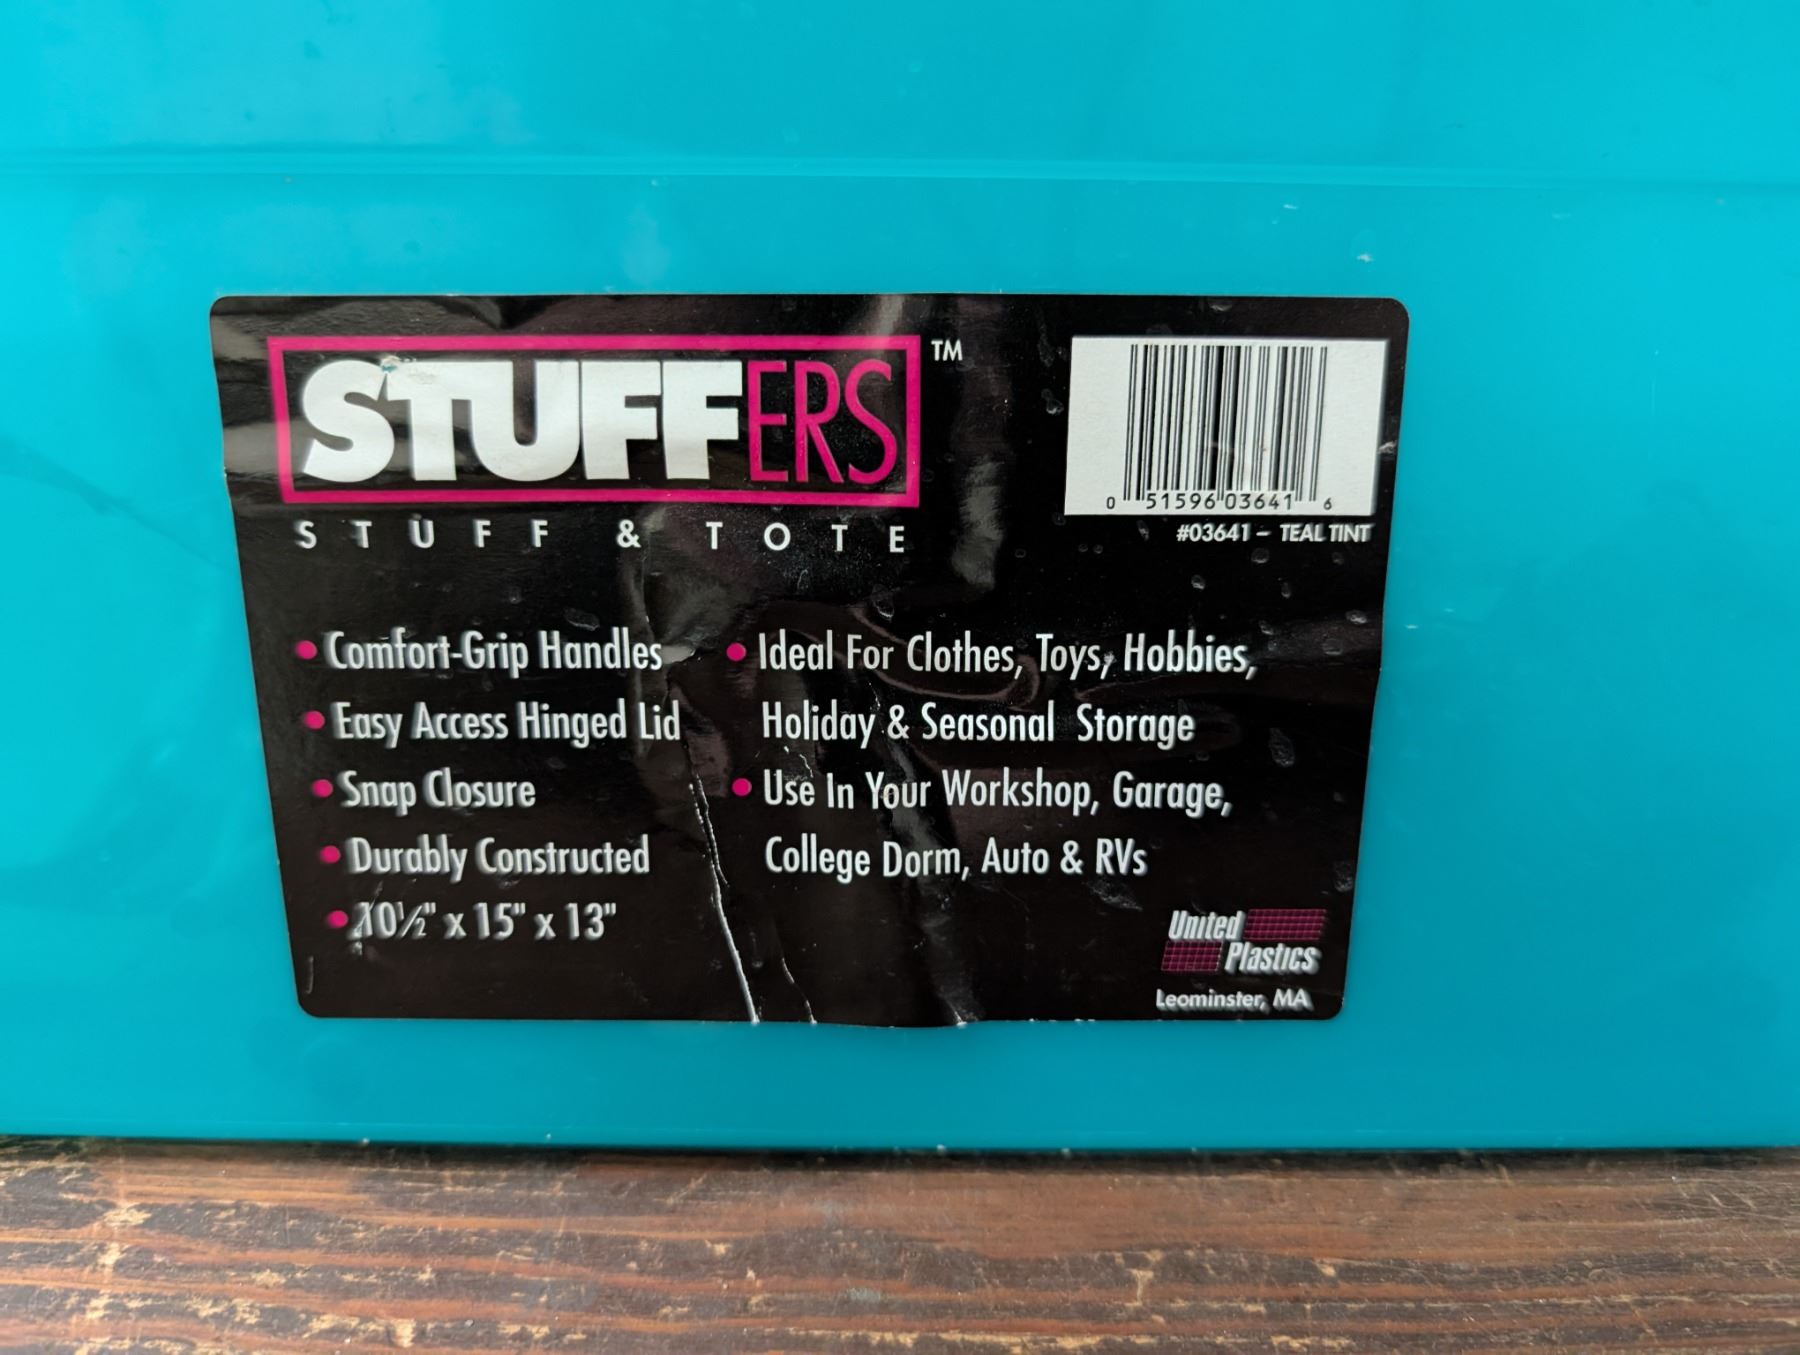 STUFFERS™
STUFF & TOTE
0 51596 03641 6
#03641 – TEAL TINT
• Comfort-Grip Handles
• Easy Access Hinged Lid
• Snap Closure
• Durably Constructed
• 10½" x 15" x 13"
• Ideal For Clothes, Toys, Hobbies,
Holiday & Seasonal Storage
• Use In Your Workshop, Garage,
College Dorm, Auto & RVs
United
Plastics
Leominster, MA